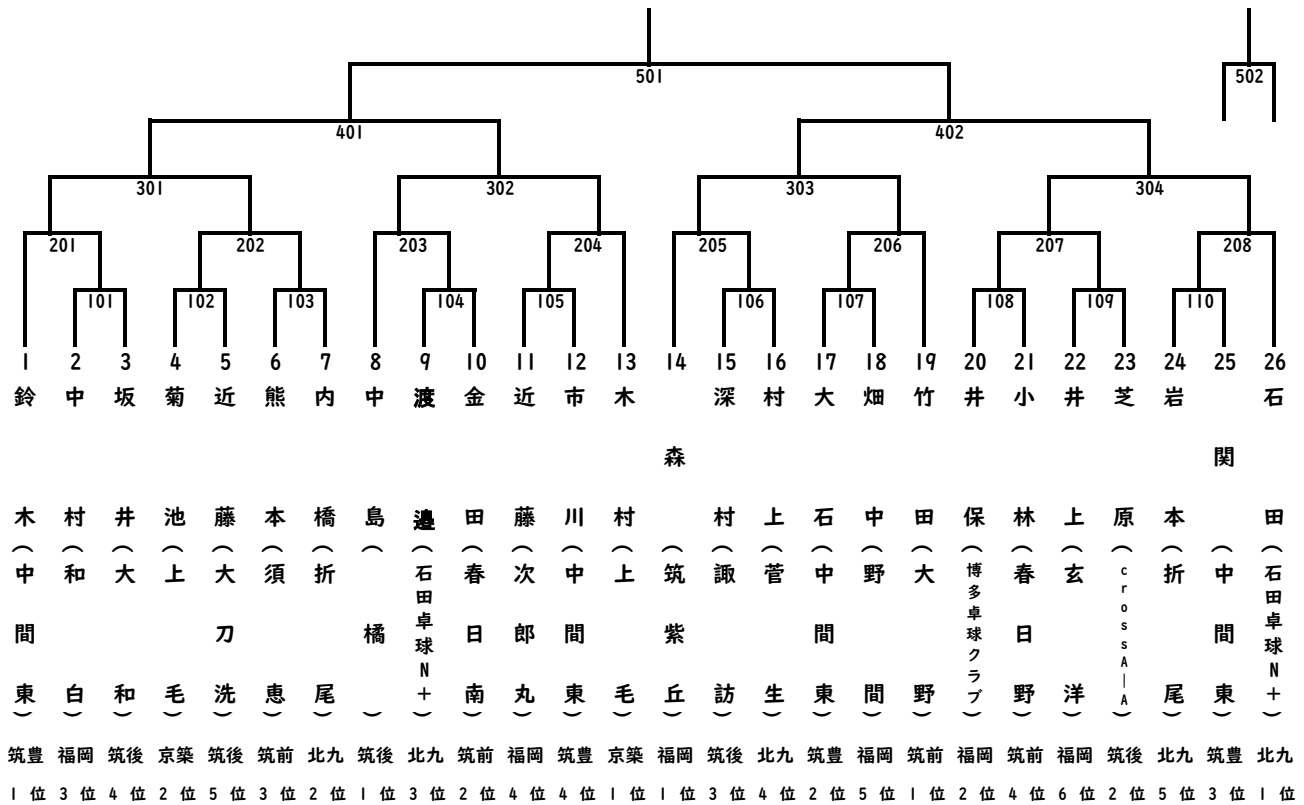 501 502
401 402
301 302 303 304
201 202 203 204 205 206 207 208
101 102 103 104 105 106 107 108 109 110
1 2 3 4 5 6 7 8 9 10 11 12 13 14 15 16 17 18 19 20 21 22 23 24 25 26
鈴木（中間東）
中村（和白）
坂井（大和）
菊池（上毛）
近藤（大刀洗）
熊本（須恵）
内橋（折尾）
中島（橘）
渡邉（石田卓球N＋）
金田（春日南）
近藤（次郎丸）
市川（中間東）
木村（上毛）
森（筑紫丘）
深村（諏訪）
村上（菅生）
大石（中間東）
畑中（野間）
竹田（大野）
井保（博多卓球クラブ）
小林（春日野）
井上（玄洋）
芝原（crossA—A）
岩本（折尾）
関（中間東）
石田（石田卓球N＋）
筑豊 福岡 筑後 京築 筑後 筑前 北九 筑後 北九 筑前 福岡 筑豊 京築 福岡 筑後 北九 筑豊 福岡 筑前 福岡 筑前 福岡 筑後 北九 筑豊 北九
1位 3位 4位 2位 5位 3位 2位 1位 3位 2位 4位 4位 1位 1位 3位 4位 2位 5位 1位 2位 4位 6位 2位 5位 3位 1位